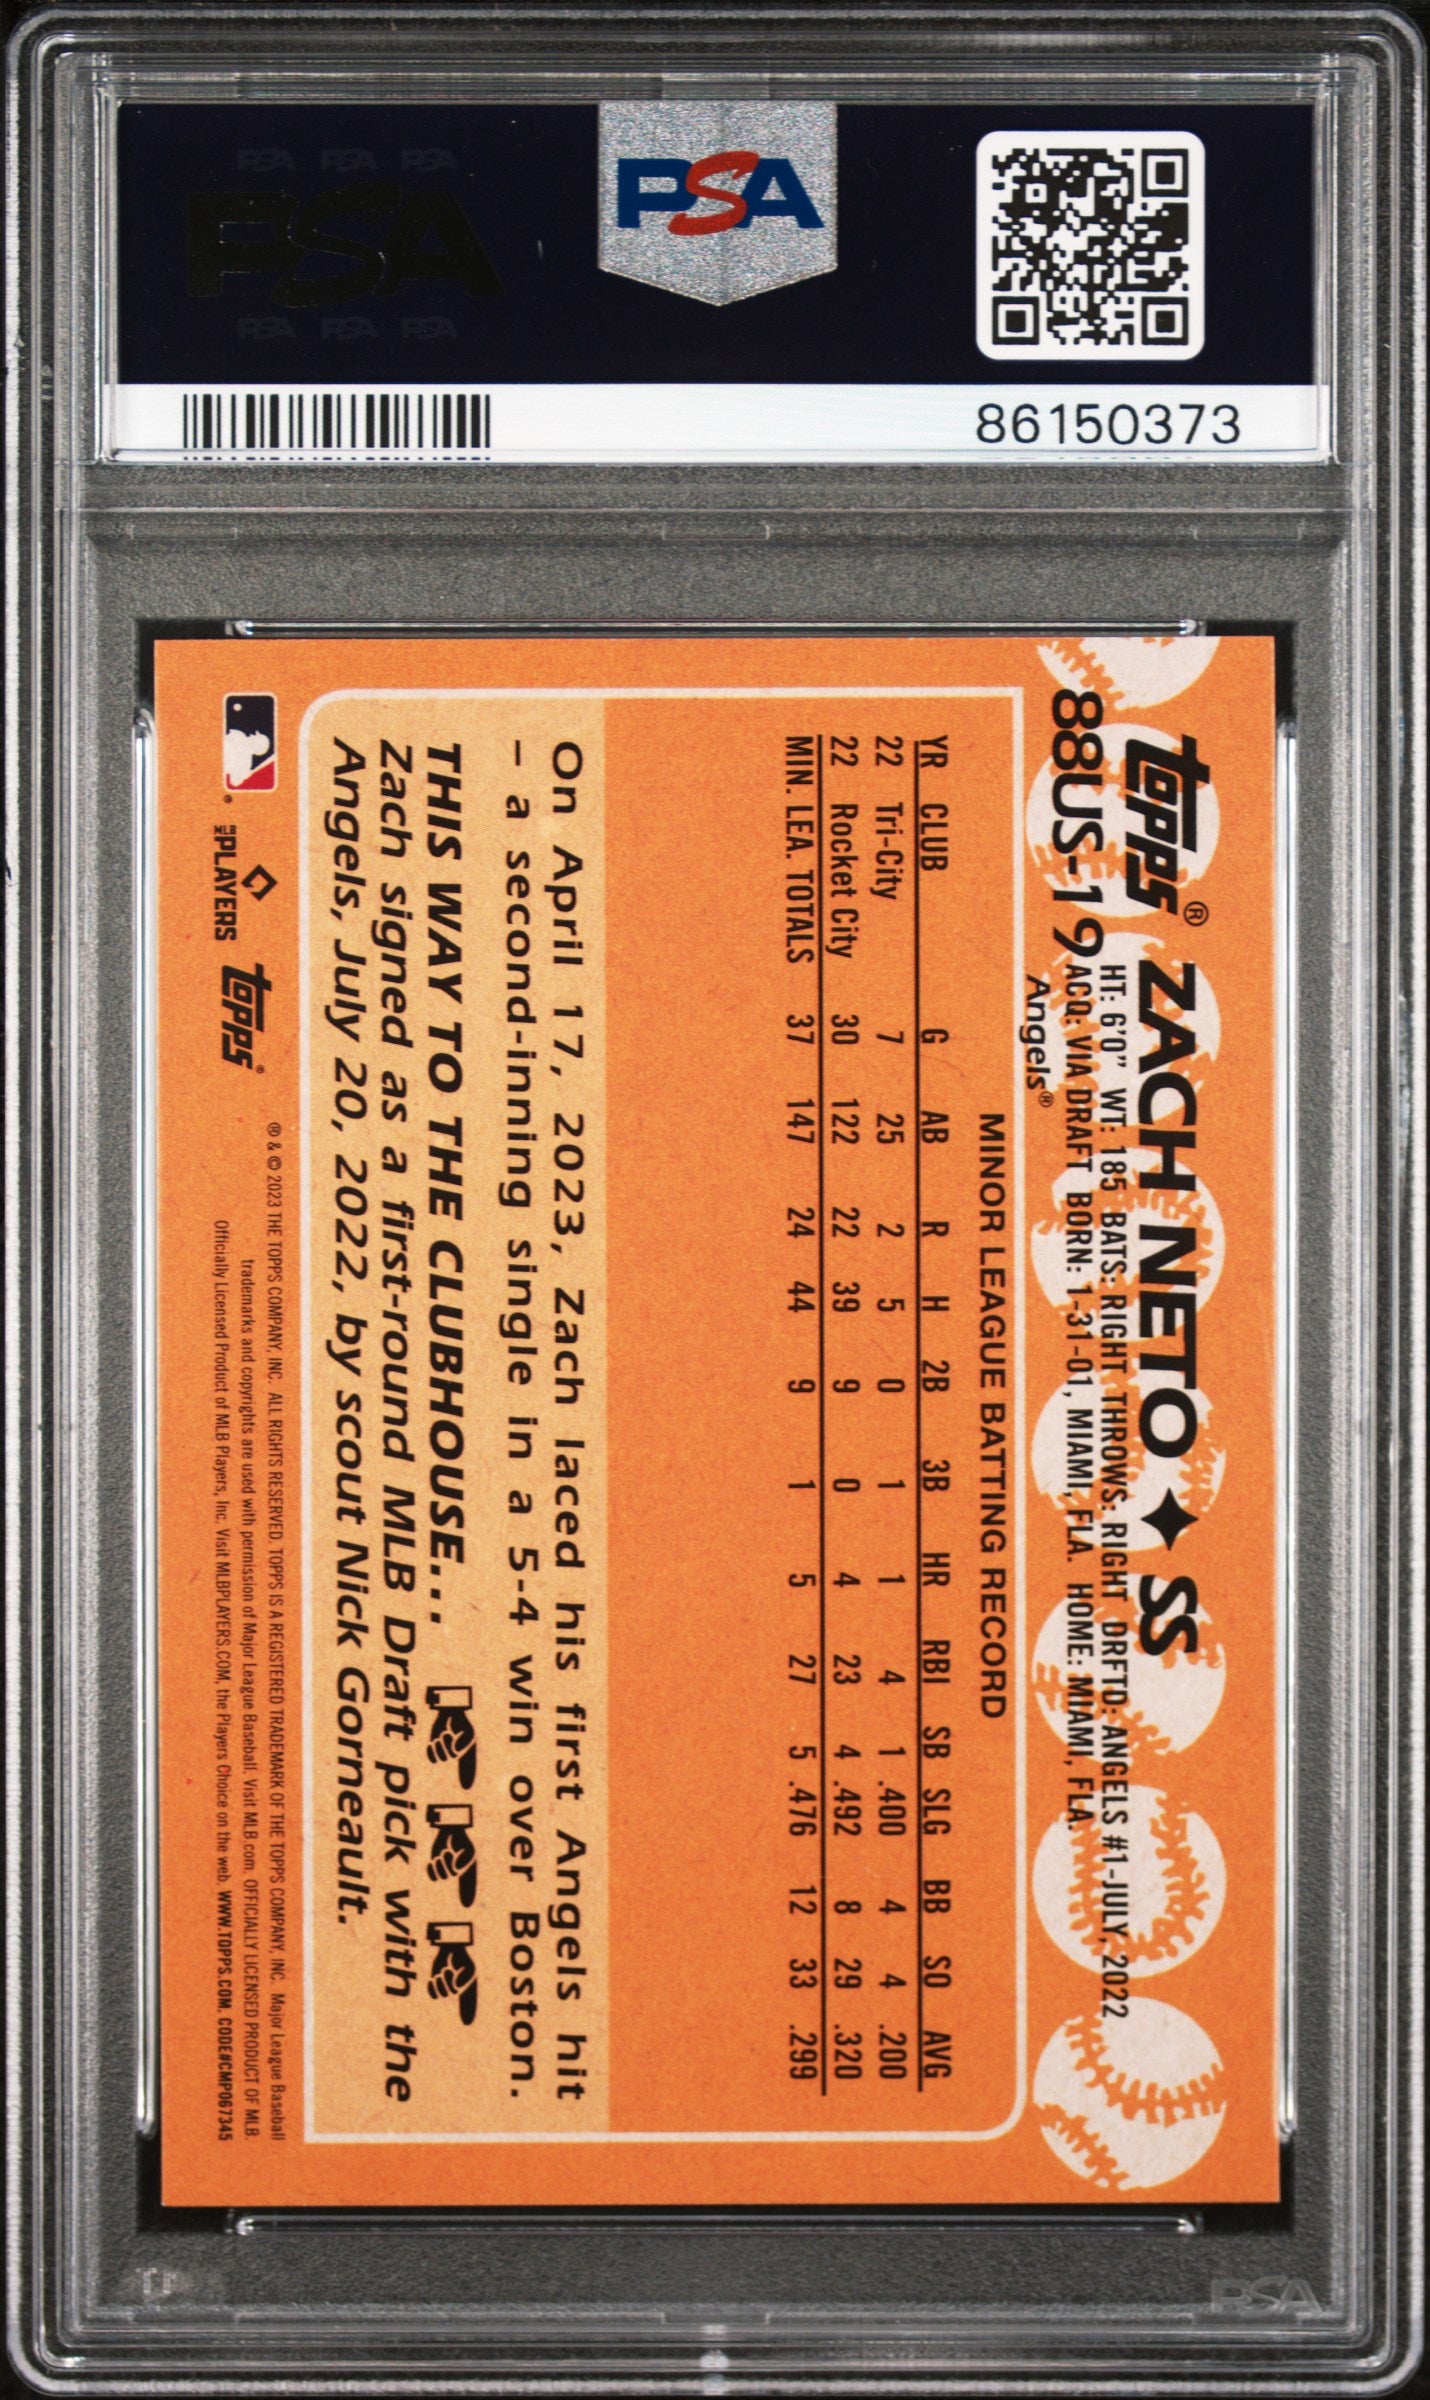 PSA PSA PSA
PSA
PSA PSA PSA
PSA
86150373
topps®
88US-19
ZACH NETO ✦ SS
HT: 6'0" WT: 185 BATS: RIGHT THROWS: RIGHT DRFTD: ANGELS #1-JULY, 2022
ACQ: VIA DRAFT BORN: 1-31-01, MIAMI, FLA. HOME: MIAMI, FLA.
Angels®
MINOR LEAGUE BATTING RECORD
YR CLUB G AB R H 2B 3B HR RBI SB SLG BB SO AVG
22 Tri-City 7 25 2 5 0 1 1 4 1 .400 4 4 .200
22 Rocket City 30 122 22 39 9 0 4 23 4 .492 8 29 .320
MIN. LEA. TOTALS 37 147 24 44 9 1 5 27 5 .476 12 33 .299
On April 17, 2023, Zach laced his first Angels hit
– a second-inning single in a 5-4 win over Boston.
THIS WAY TO THE CLUBHOUSE...
Zach signed as a first-round MLB Draft pick with the
Angels, July 20, 2022, by scout Nick Gorneault.
® MLB PLAYERS topps®
® & © 2023 THE TOPPS COMPANY, INC. ALL RIGHTS RESERVED. TOPPS IS A REGISTERED TRADEMARK OF THE TOPPS COMPANY, INC. Major League Baseball
trademarks and copyrights are used with permission of Major League Baseball. Visit MLB.com. OFFICIALLY LICENSED PRODUCT OF MLB
Officially Licensed Product of MLB Players, Inc. Visit MLBPLAYERS.COM, the Players Choice on the web. WWW.TOPPS.COM. CODE#CMP067345
PSA